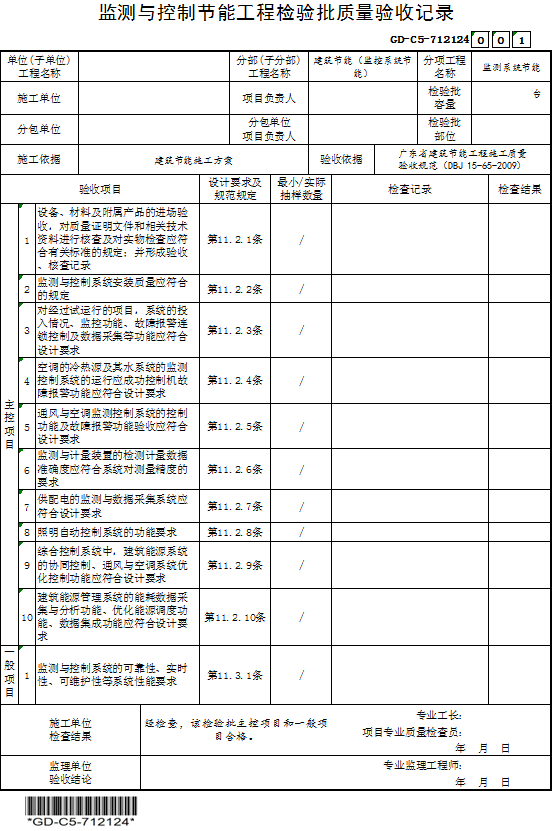 监测与控制节能工程检验批质量验收记录
GD-C5-712124 0 0 1
单位(子单位)
工程名称
分部(子分部)
工程名称
建筑节能（监控系统节
能）
分项工程
名称
监测系统节能
施工单位
项目负责人
检验批
容量
台
分包单位
分包单位
项目负责人
检验批
部位
施工依据
建筑节能施工方案
验收依据
广东省建筑节能工程施工质量
验收规范（DBJ 15-65-2009）
验收项目
设计要求及
规范规定
最小/实际
抽样数量
检查记录
检查结果
主
控
项
目
1
设备、材料及附属产品的进场验
收，对质量证明文件和相关技术
资料进行核查及对实物检查应符
合有关标准的规定；并形成验收
、核查记录
第11.2.1条
/
2
监测与控制系统安装质量应符合
的规定
第11.2.2条
/
3
对经过试运行的项目，系统的投
入情况、监控功能、故障报警连
锁控制及数据采集等功能应符合
设计要求
第11.2.3条
/
4
空调的冷热源及其水系统的监测
控制系统的运行应成功控制机故
障报警功能应符合设计要求
第11.2.4条
/
5
通风与空调监测控制系统的控制
功能及故障报警功能验收应符合
设计要求
第11.2.5条
/
6
监测与计量装置的检测计量数据
准确度应符合系统对测量精度的
要求
第11.2.6条
/
7
供配电的监测与数据采集系统应
符合设计要求
第11.2.7条
/
8
照明自动控制系统的功能要求
第11.2.8条
/
9
综合控制系统中，建筑能源系统
的协同控制、通风与空调系统优
化控制功能应符合设计要求
第11.2.9条
/
10
建筑能源管理系统的能耗数据采
集与分析功能、优化能源调度功
能、数据集成功能应符合设计要
求
第11.2.10条
/
一
般
项
目
1
监测与控制系统的可靠性、实时
性、可维护性等系统性能要求
第11.3.1条
/
施工单位
检查结果
经检查，该检验批主控项目和一般项
目合格。
专业工长：
项目专业质量检查员：
年 月 日
监理单位
验收结论
专业监理工程师：
年 月 日
*GD-C5-712124*